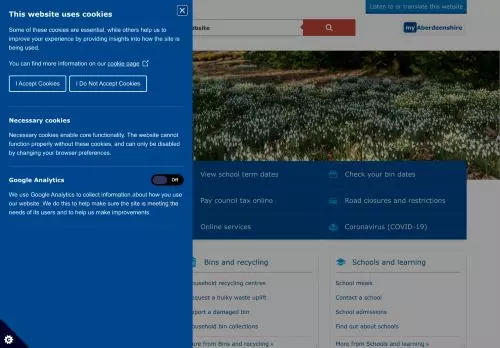 This website uses cookies
Some of these cookies are essential, while others help us to
improve your experience by providing insights into how the site is
being used.
You can find more information on our cookie page
I Accept Cookies
I Do Not Accept Cookies
Necessary cookies
Necessary cookies enable core functionality. The website cannot
function properly without these cookies, and can only be disabled
by changing your browser preferences.
Google Analytics
Off
We use Google Analytics to collect information about how you use
our website. We do this to help make sure the site is meeting the
needs of its users and to help us make improvements.
Listen to or translate this website
website
myAberdeenshire
View school term dates
Check your bin dates
Pay council tax online
Road closures and restrictions
Online services
Coronavirus (COVID-19)
Bins and recycling
Household recycling centres
Request a bulky waste uplift
Report a damaged bin
Household bin collections
More from Bins and recycling »
Schools and learning
School meals
Contact a school
School admissions
Find out about schools
More from Schools and learning »